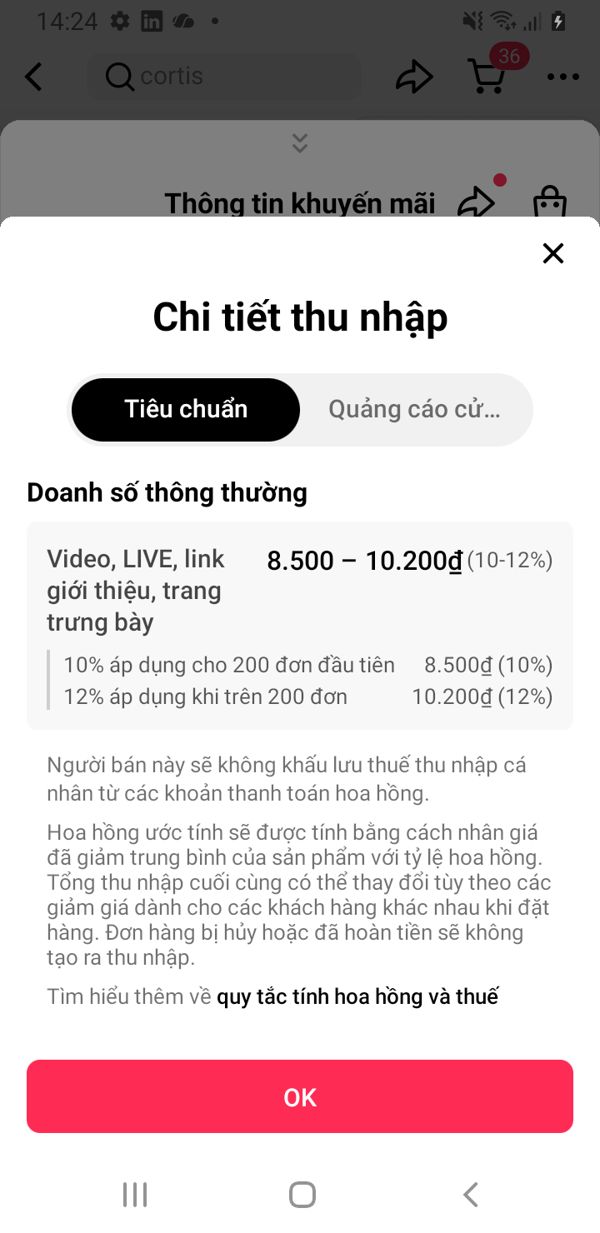 14:24
36
cortis
Thông tin khuyến mãi
Chi tiết thu nhập
Tiêu chuẩn
Quảng cáo cử...
Doanh số thông thường
Video, LIVE, link
giới thiệu, trang
trưng bày
8.500 – 10.200₫ (10-12%)
10% áp dụng cho 200 đơn đầu tiên 8.500₫ (10%)
12% áp dụng khi trên 200 đơn 10.200₫ (12%)
Người bán này sẽ không khấu lưu thuế thu nhập cá
nhân từ các khoản thanh toán hoa hồng.
Hoa hồng ước tính sẽ được tính bằng cách nhân giá
đã giảm trung bình của sản phẩm với tỷ lệ hoa hồng.
Tổng thu nhập cuối cùng có thể thay đổi tùy theo các
giảm giá dành cho các khách hàng khác nhau khi đặt
hàng. Đơn hàng bị hủy hoặc đã hoàn tiền sẽ không
tạo ra thu nhập.
Tìm hiểu thêm về quy tắc tính hoa hồng và thuế
OK